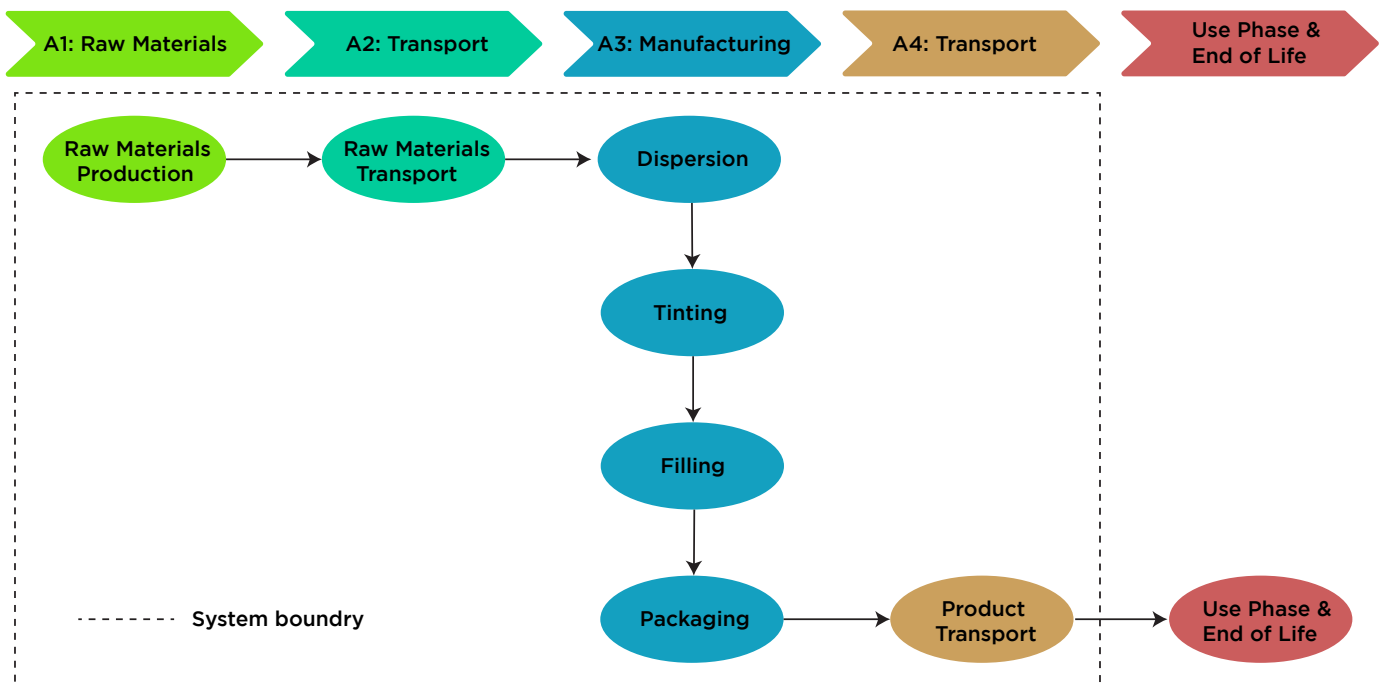 A1: Raw Materials
A2: Transport
A3: Manufacturing
A4: Transport
Use Phase &
End of Life
Raw Materials
Production
Raw Materials
Transport
Dispersion
Tinting
Filling
Packaging
Product
Transport
Use Phase &
End of Life
System boundry